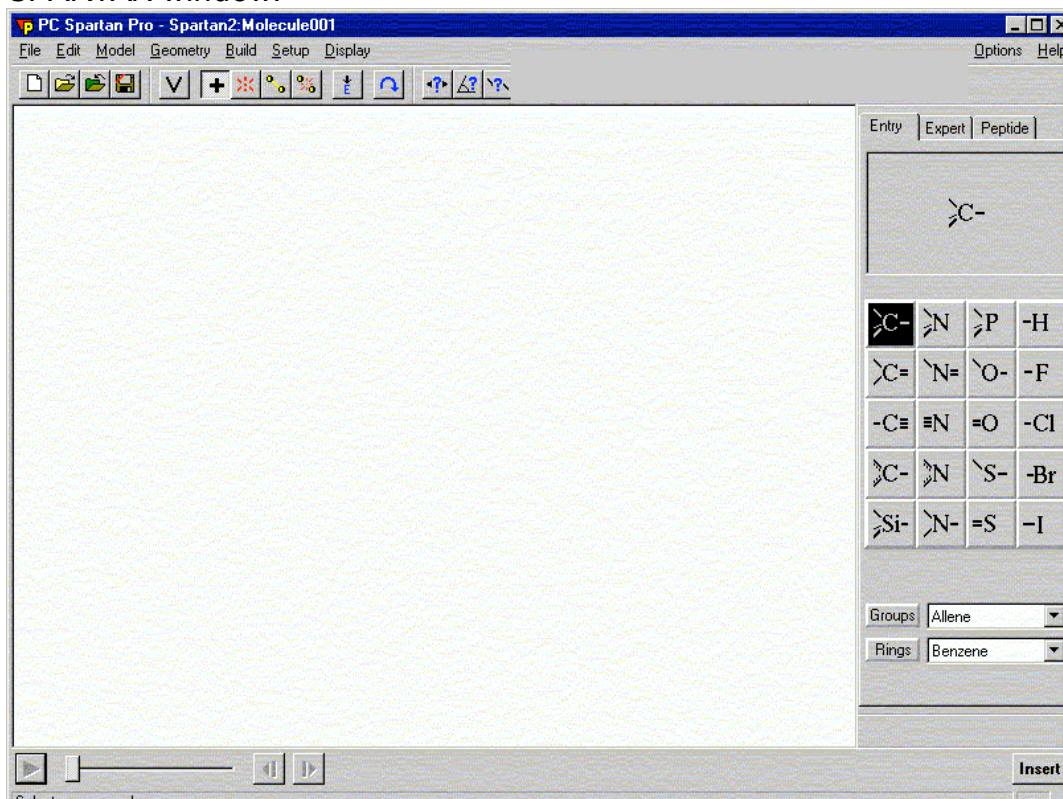 PC Spartan Pro - Spartan2:Molecule001
File Edit Model Geometry Build Setup Display Options Help
V + E ? ? ?
Entry Expert Peptide
C-
C- N P -H
C= N= O- -F
-C≡ ≡N =O -Cl
C- N S- -Br
Si- N- =S -I
Groups Allene
Rings Benzene
Insert